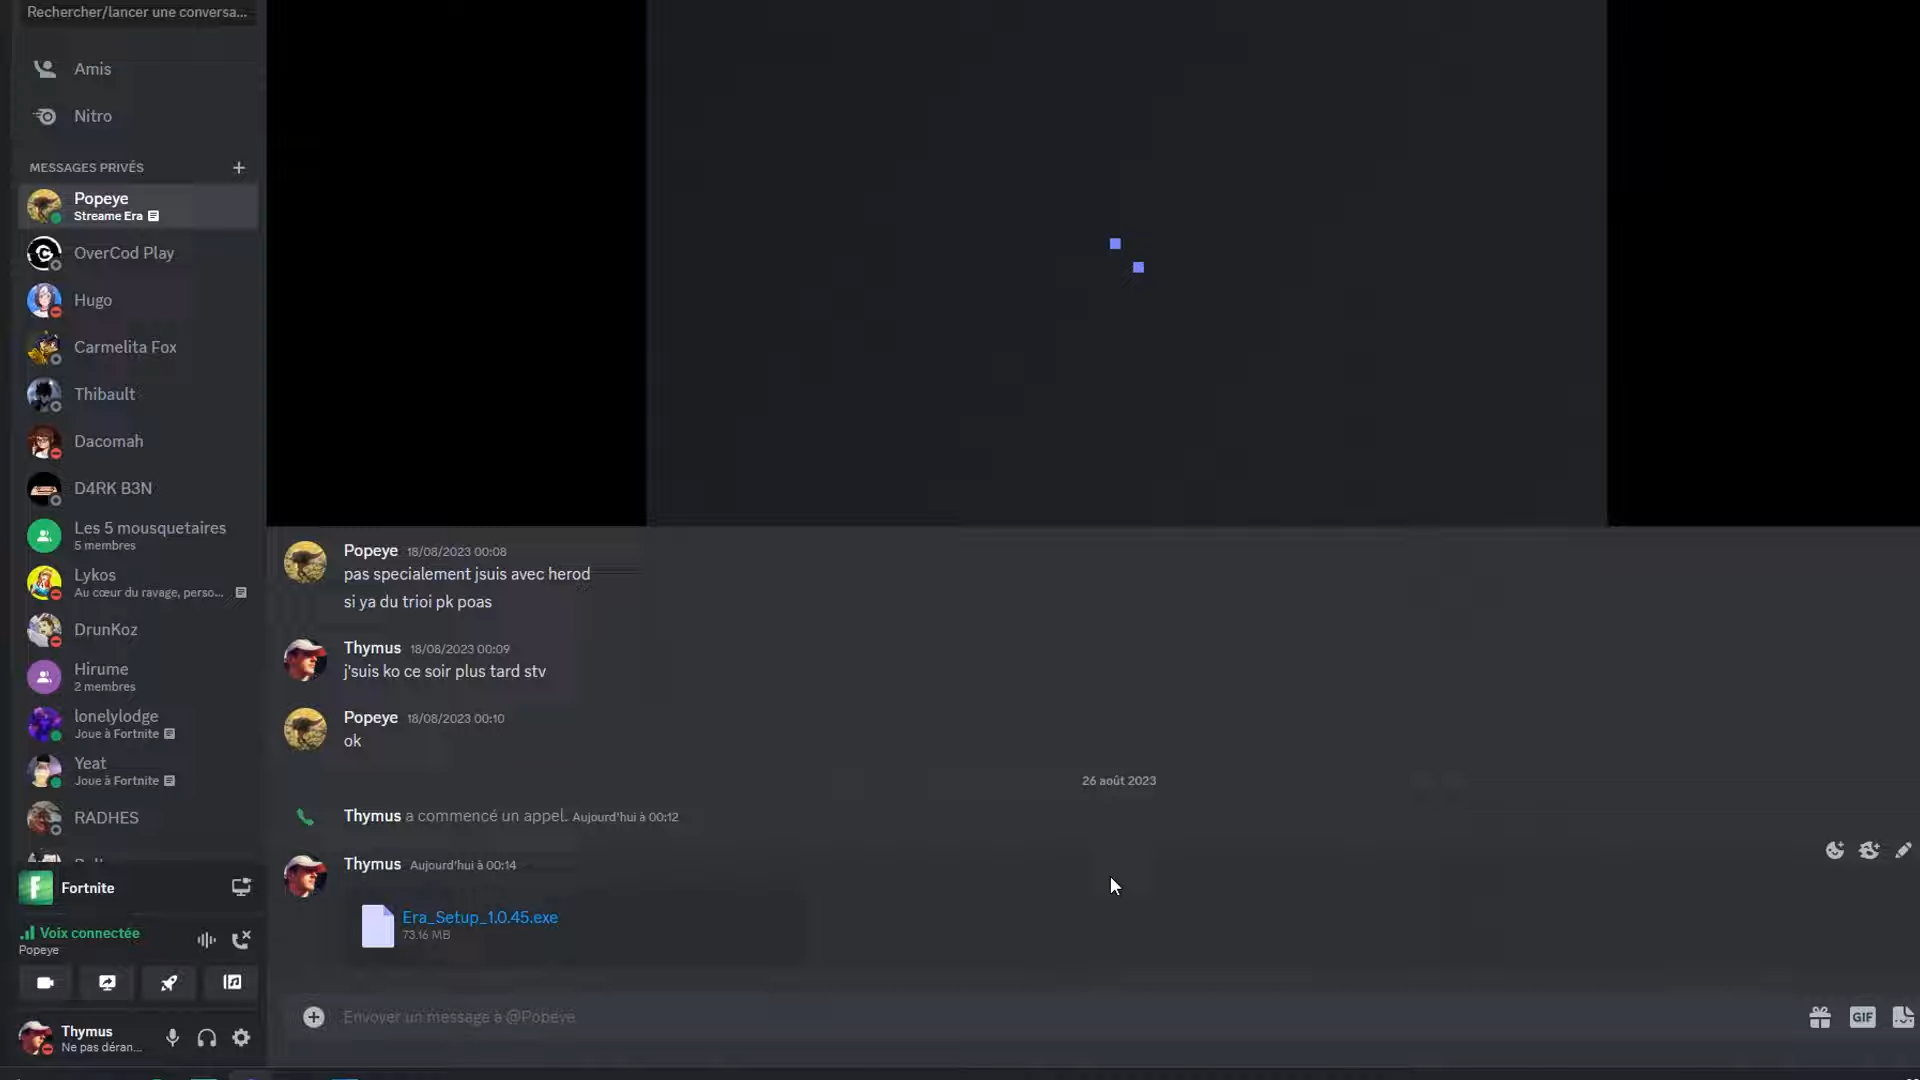 Rechercher/lancer une conversa...
Amis
Nitro
MESSAGES PRIVÉS
Popeye
Streame Era
OverCod Play
Hugo
Carmelita Fox
Thibault
Dacomah
D4RK B3N
Les 5 mousquetaires
5 membres
Lykos
Au cœur du ravage, perso...
DrunKoz
Hirume
2 membres
lonelylodge
Joue à Fortnite
Yeat
Joue à Fortnite
RADHES
Fortnite
Voix connectée
Popeye
Thymus
Ne pas déran...
Popeye 18/08/2023 00:08
pas specialement jsuis avec herod
si ya du trioi pk poas
Thymus 18/08/2023 00:09
j'suis ko ce soir plus tard stv
Popeye 18/08/2023 00:10
ok
26 août 2023
Thymus a commencé un appel. Aujourd'hui à 00:12
Thymus Aujourd'hui à 00:14
Era_Setup_1.0.45.exe
73.16 MB
Envoyer un message à @Popeye
GIF